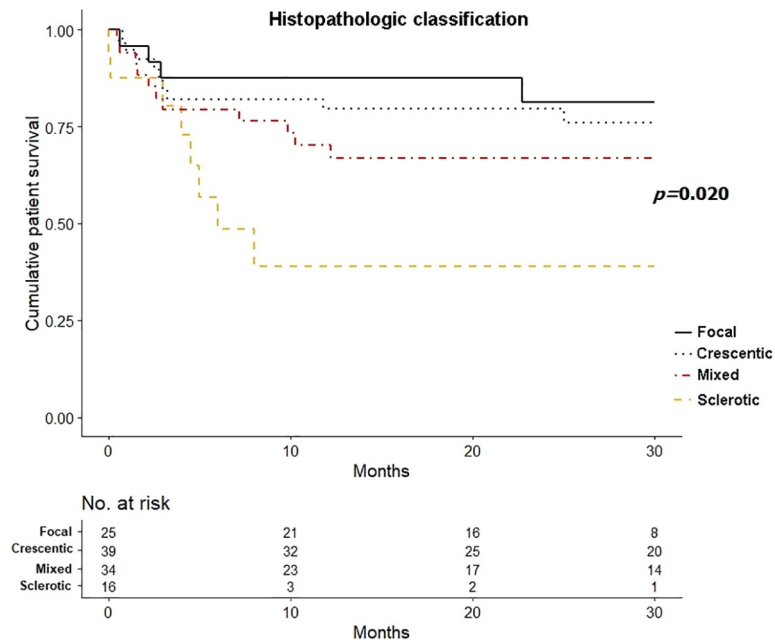 Histopathologic classification
1.00
0.75
0.50
0.25
0.00
Cumulative patient survival
p=0.020
Focal
Crescentic
Mixed
Sclerotic
0 10 20 30
Months
No. at risk
Focal 25 21 16 8
Crescentic 39 32 25 20
Mixed 34 23 17 14
Sclerotic 16 3 2 1
0 10 20 30
Months